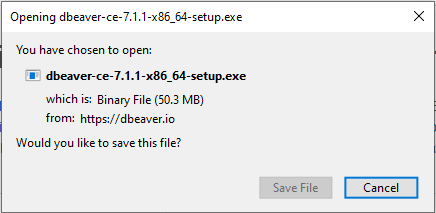 Opening dbeaver-ce-7.1.1-x86_64-setup.exe
You have chosen to open:
dbeaver-ce-7.1.1-x86_64-setup.exe
which is: Binary File (50.3 MB)
from: https://dbeaver.io
Would you like to save this file?
Save File Cancel